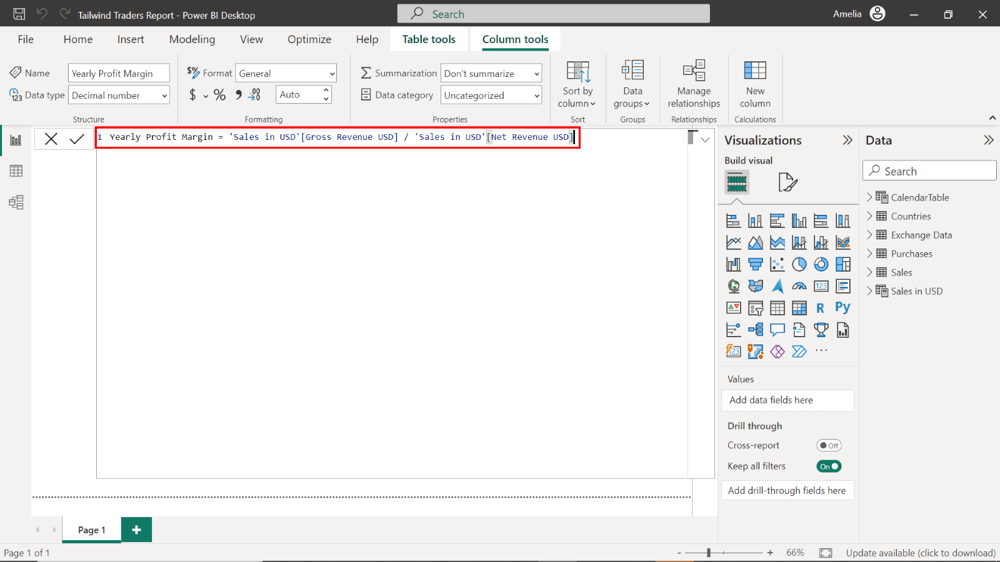 Tailwind Traders Report - Power BI Desktop
Search
Amelia
File Home Insert Modeling View Optimize Help Table tools Column tools
Name Yearly Profit Margin
Data type Decimal number
Structure
Format General
$ % Auto
Formatting
Summarization Don't summarize
Data category Uncategorized
Properties
Sort by
column
Sort
Data
groups
Groups
Manage
relationships
Relationships
New
column
Calculations
1 Yearly Profit Margin = 'Sales in USD'[Gross Revenue USD] / 'Sales in USD'[Net Revenue USD]
Visualizations
Build visual
123
R
Py
123
Values
Add data fields here
Drill through
Cross-report Off
Keep all filters On
Add drill-through fields here
Data
Search
CalendarTable
Countries
Exchange Data
Purchases
Sales
Sales in USD
Page 1
+
Page 1 of 1
- + 66%
Update available (click to download)